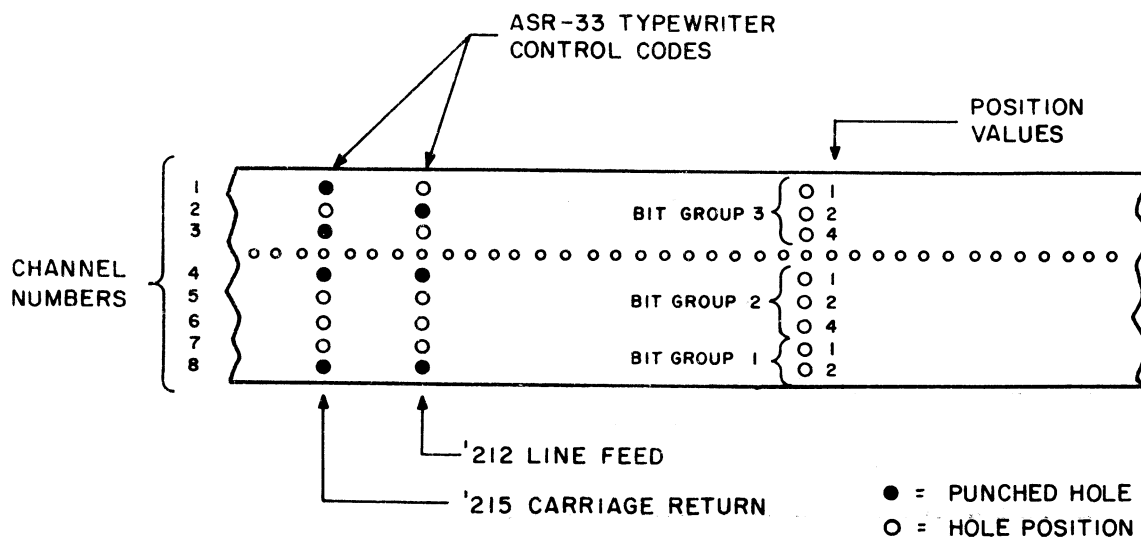 ASR-33 TYPEWRITER
CONTROL CODES
POSITION
VALUES
CHANNEL
NUMBERS
1
2
3
4
5
6
7
8
BIT GROUP 3
1
2
4
BIT GROUP 2
1
2
4
BIT GROUP 1
1
2
'212 LINE FEED
'215 CARRIAGE RETURN
= PUNCHED HOLE
= HOLE POSITION